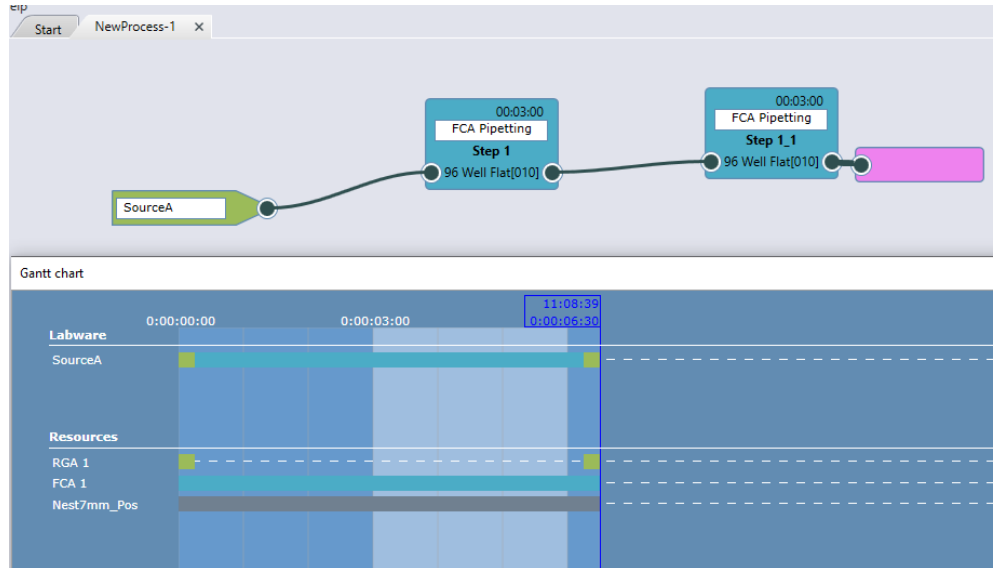 elp
Start
NewProcess-1 ×
00:03:00
FCA Pipetting
Step 1
96 Well Flat[010]
00:03:00
FCA Pipetting
Step 1_1
96 Well Flat[010]
SourceA
Gantt chart
11:08:39
0:00:00:00 0:00:03:00 0:00:06:30
Labware
SourceA
Resources
RGA 1
FCA 1
Nest7mm_Pos